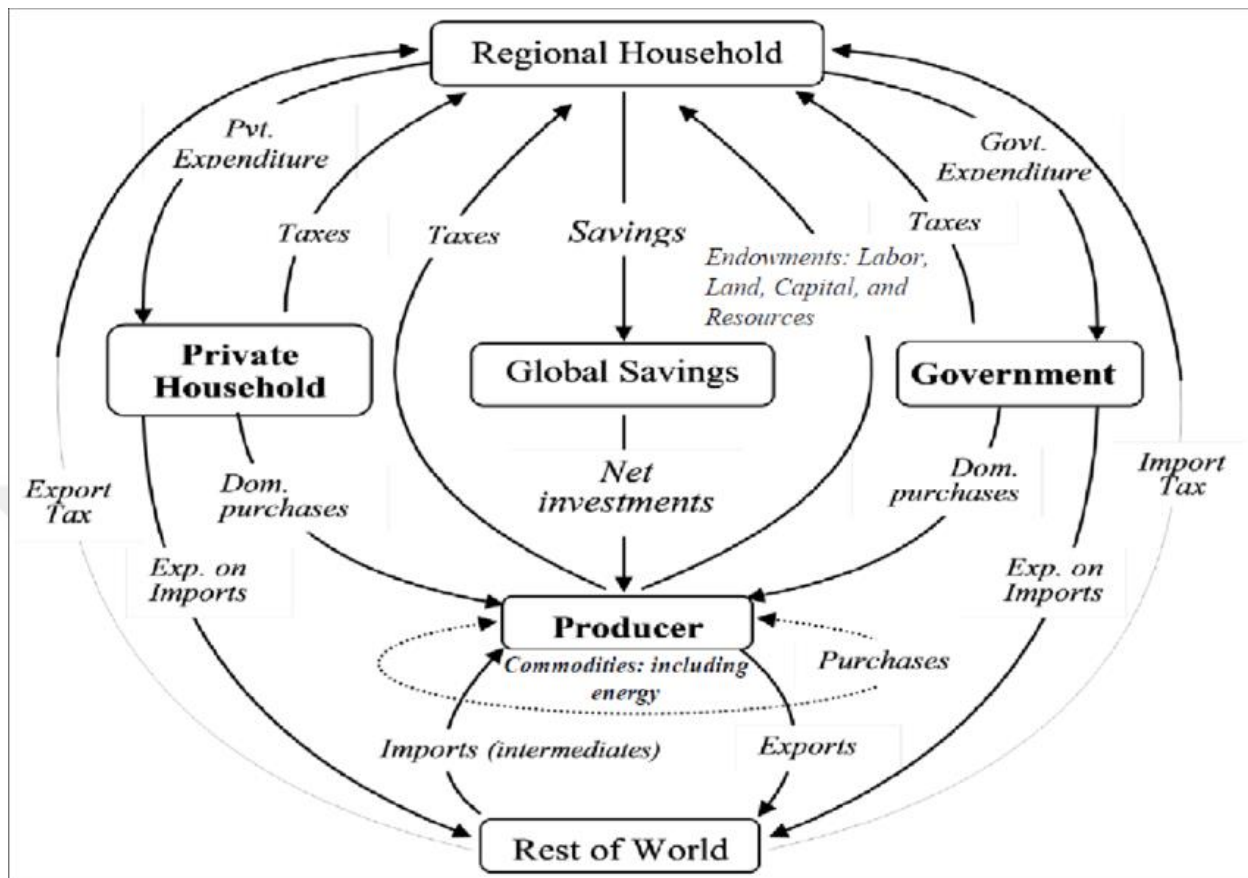 Regional Household
Pvt.
Expenditure
Govt.
Expenditure
Taxes
Taxes
Savings
Taxes
Endowments: Labor,
Land, Capital, and
Resources
Private
Household
Global Savings
Government
Export
Tax
Dom.
purchases
Net
investments
Dom.
purchases
Import
Tax
Exp. on
Imports
Exp. on
Imports
Producer
Commodities: including
energy
Purchases
Imports (intermediates)
Exports
Rest of World